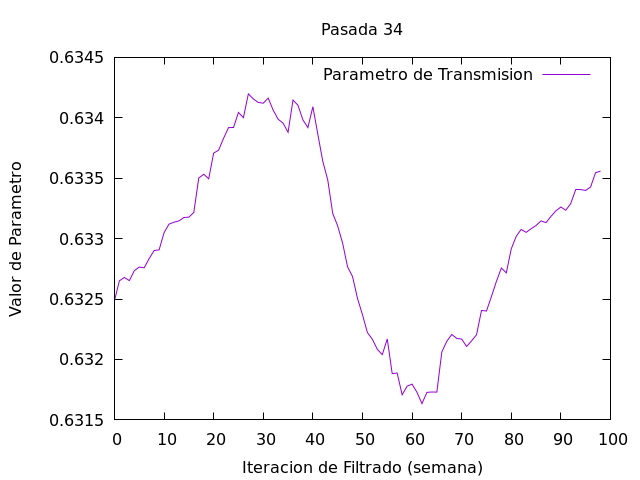 Pasada 34
Parametro de Transmision
Valor de Parametro
0.6345
0.634
0.6335
0.633
0.6325
0.632
0.6315
0 10 20 30 40 50 60 70 80 90 100
Iteracion de Filtrado (semana)